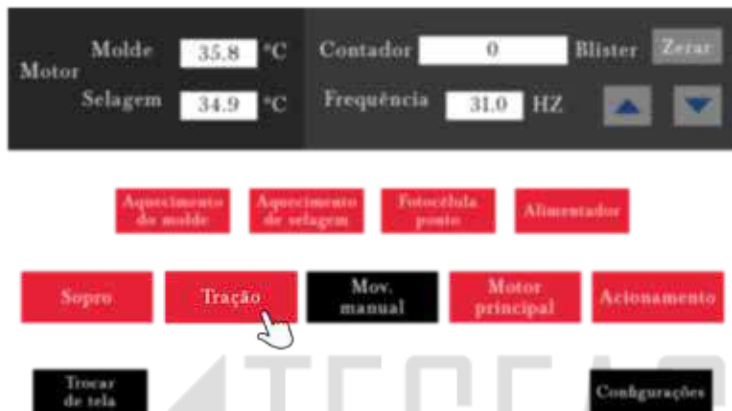 Molde 35.8 °C Contador 0 Blister Zerar
Motor
Selagem 34.9 °C Frequência 31.0 HZ
Aquecimento
do molde
Aquecimento
de selagem
Fotocélula
ponto
Alimentador
Sopro
Tração
Mov.
manual
Motor
principal
Acionamento
Trocar
de tela
Configurações